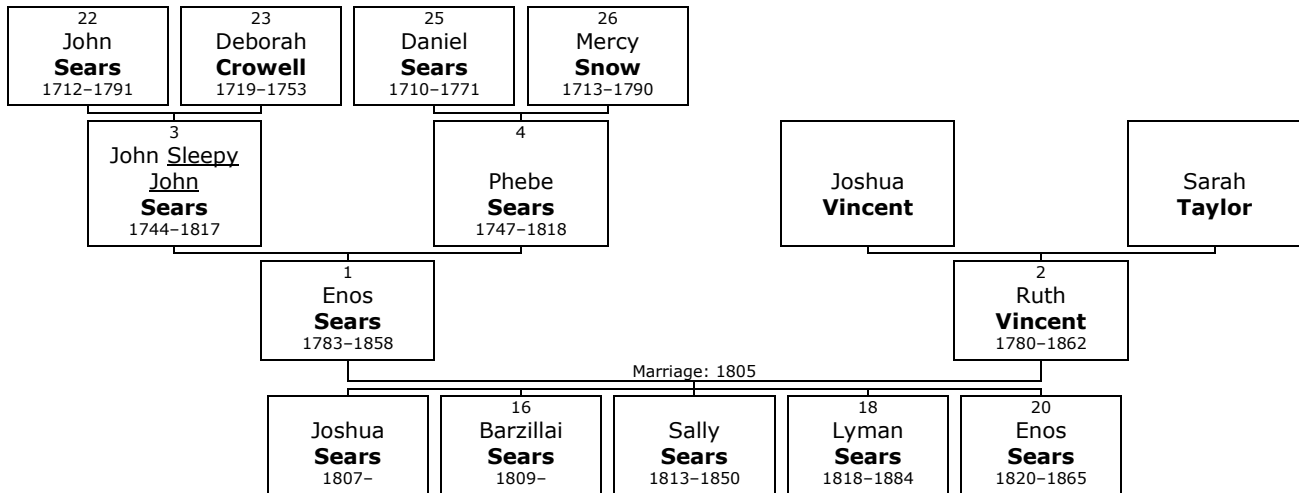 22
John
Sears
1712–1791
23
Deborah
Crowell
1719–1753
25
Daniel
Sears
1710–1771
26
Mercy
Snow
1713–1790
3
John Sleepy
John
Sears
1744–1817
4
Phebe
Sears
1747–1818
Joshua
Vincent
Sarah
Taylor
1
Enos
Sears
1783–1858
2
Ruth
Vincent
1780–1862
Marriage: 1805
Joshua
Sears
1807–
16
Barzillai
Sears
1809–
Sally
Sears
1813–1850
18
Lyman
Sears
1818–1884
20
Enos
Sears
1820–1865